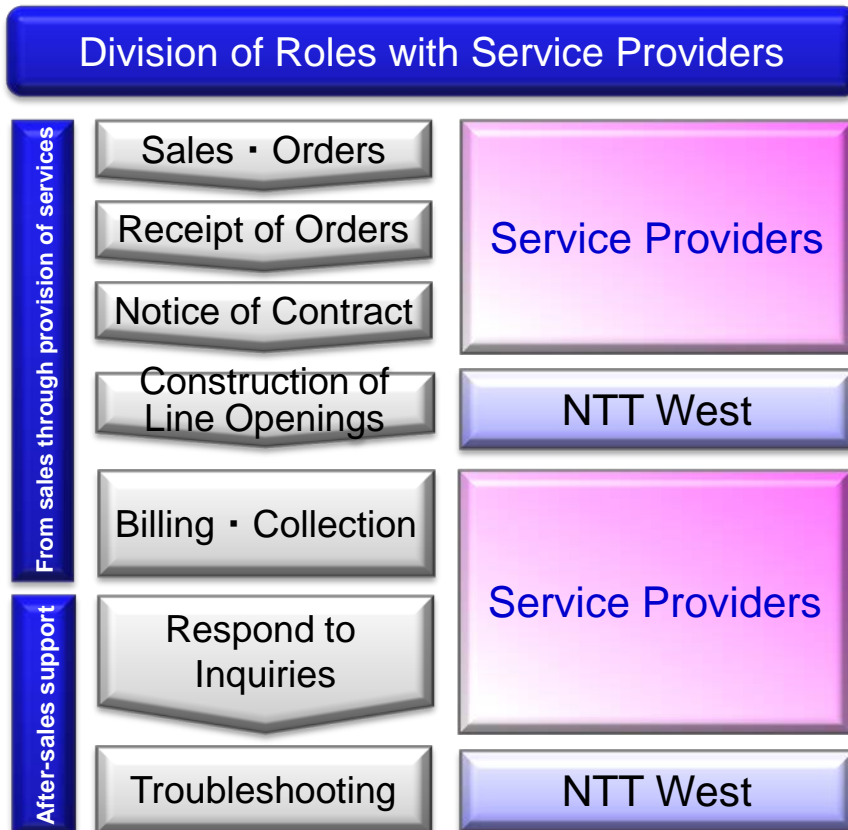 Division of Roles with Service Providers
From sales through provision of services
Sales・Orders
Receipt of Orders
Notice of Contract
Service Providers
Construction of
Line Openings
NTT West
Billing・Collection
Service Providers
After-sales support
Respond to
Inquiries
Troubleshooting
NTT West